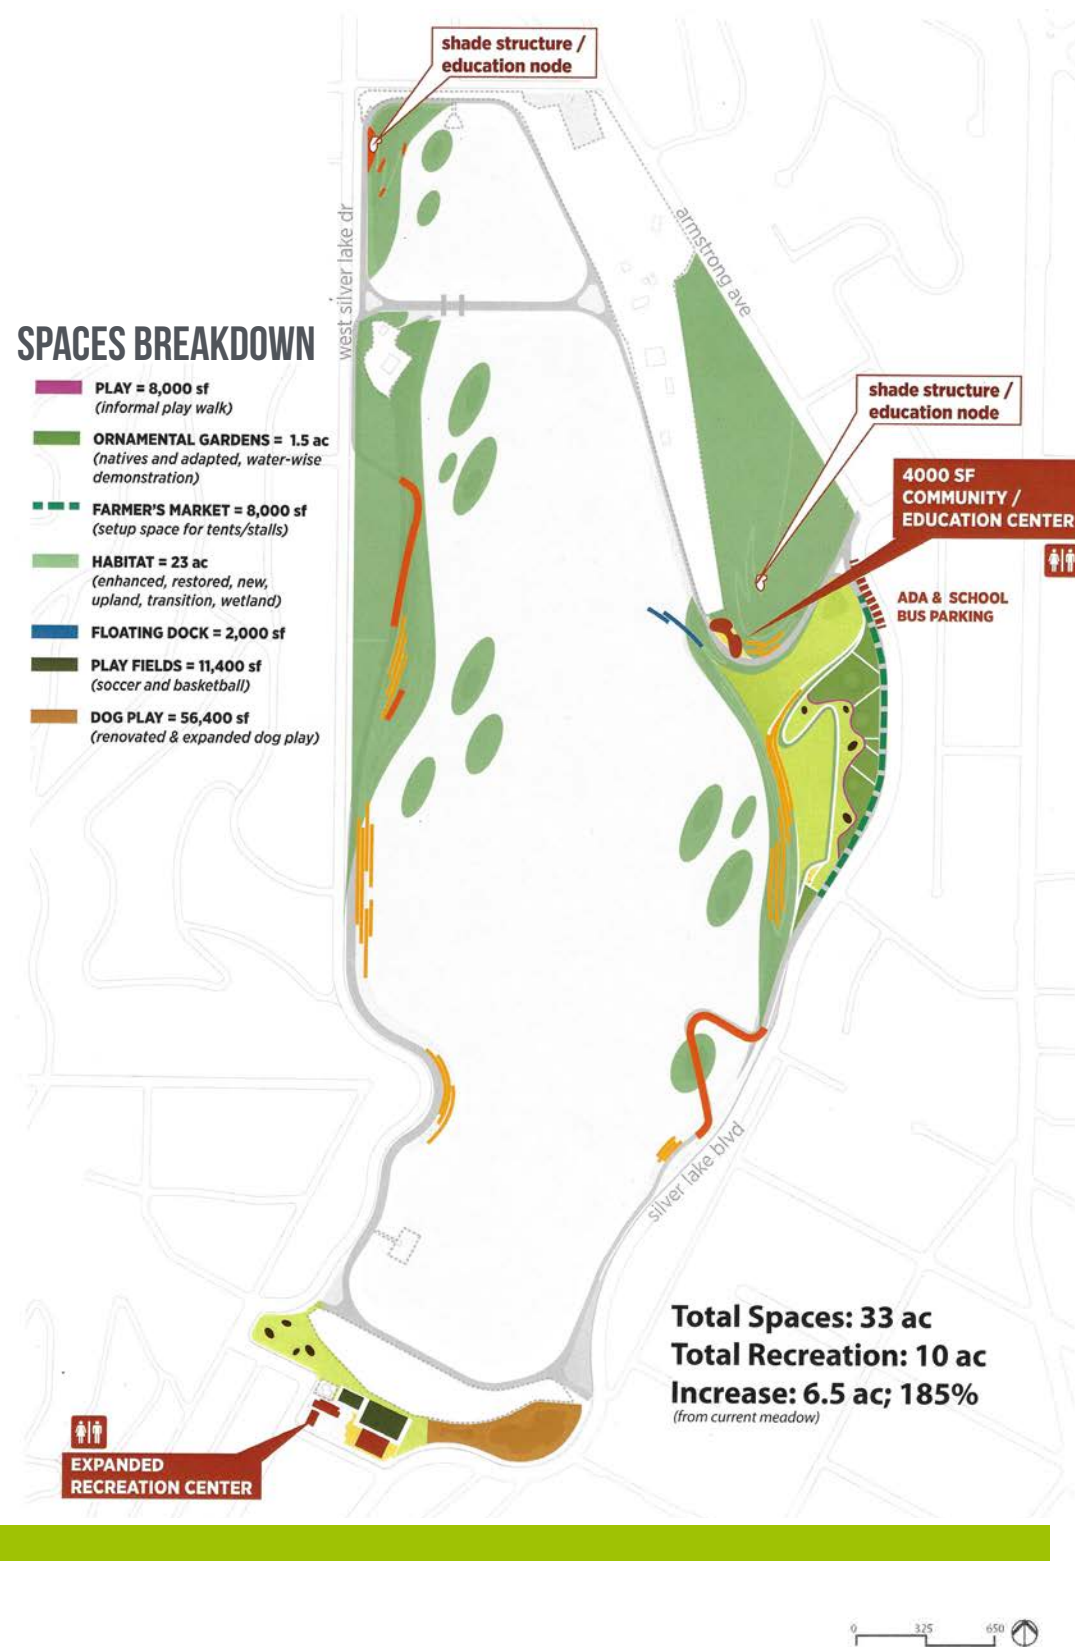 shade structure /
education node
west silver lake dr
armstrong ave
SPACES BREAKDOWN
PLAY = 8,000 sf
(informal play walk)
ORNAMENTAL GARDENS = 1.5 ac
(natives and adapted, water-wise
demonstration)
FARMER'S MARKET = 8,000 sf
(setup space for tents/stalls)
HABITAT = 23 ac
(enhanced, restored, new,
upland, transition, wetland)
FLOATING DOCK = 2,000 sf
PLAY FIELDS = 11,400 sf
(soccer and basketball)
DOG PLAY = 56,400 sf
(renovated & expanded dog play)
shade structure /
education node
4000 SF
COMMUNITY /
EDUCATION CENTER
ADA & SCHOOL
BUS PARKING
silver lake blvd
Total Spaces: 33 ac
Total Recreation: 10 ac
Increase: 6.5 ac; 185%
(from current meadow)
EXPANDED
RECREATION CENTER
0 325 650